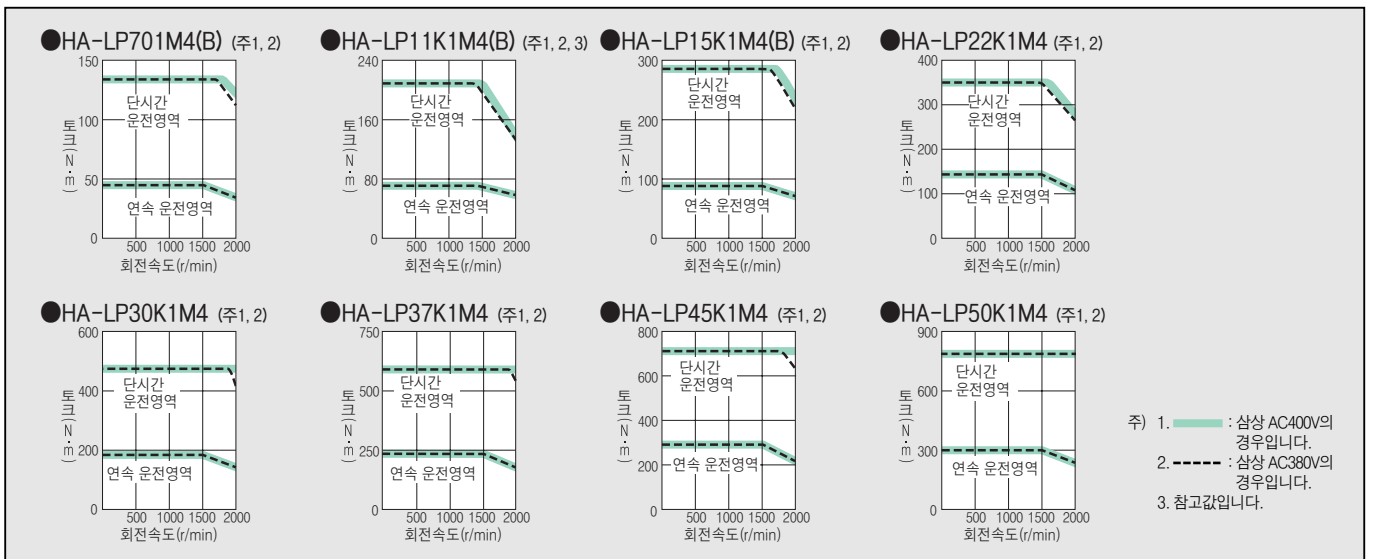 ●HA-LP701M4(B) (주1, 2)
150
100
50
0
토크(N·m)
단시간
운전영역
연속 운전영역
500 1000 1500 2000
회전속도(r/min)
●HA-LP11K1M4(B) (주1, 2, 3)
240
160
80
0
토크(N·m)
단시간
운전영역
연속 운전영역
500 1000 1500 2000
회전속도(r/min)
●HA-LP15K1M4(B) (주1, 2)
300
200
100
0
토크(N·m)
단시간
운전영역
연속 운전영역
500 1000 1500 2000
회전속도(r/min)
●HA-LP22K1M4 (주1, 2)
400
300
200
100
0
토크(N·m)
단시간
운전영역
연속 운전영역
500 1000 1500 2000
회전속도(r/min)
●HA-LP30K1M4 (주1, 2)
600
400
200
0
토크(N·m)
단시간
운전영역
연속 운전영역
500 1000 1500 2000
회전속도(r/min)
●HA-LP37K1M4 (주1, 2)
750
500
250
0
토크(N·m)
단시간
운전영역
연속 운전영역
500 1000 1500 2000
회전속도(r/min)
●HA-LP45K1M4 (주1, 2)
800
600
400
200
0
토크(N·m)
단시간
운전영역
연속 운전영역
500 1000 1500 2000
회전속도(r/min)
●HA-LP50K1M4 (주1, 2)
900
600
300
0
토크(N·m)
단시간
운전영역
연속 운전영역
500 1000 1500 2000
회전속도(r/min)
주) 1. : 삼상 AC400V의
경우입니다.
2. : 삼상 AC380V의
경우입니다.
3. 참고값입니다.